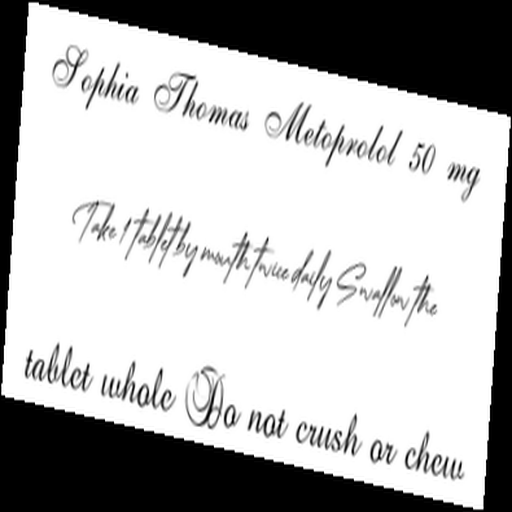 Sophia Thomas Metoprolol 50 mg
Take 1 tablet by mouth twice daily Swallow the
tablet whole Do not crush or chew